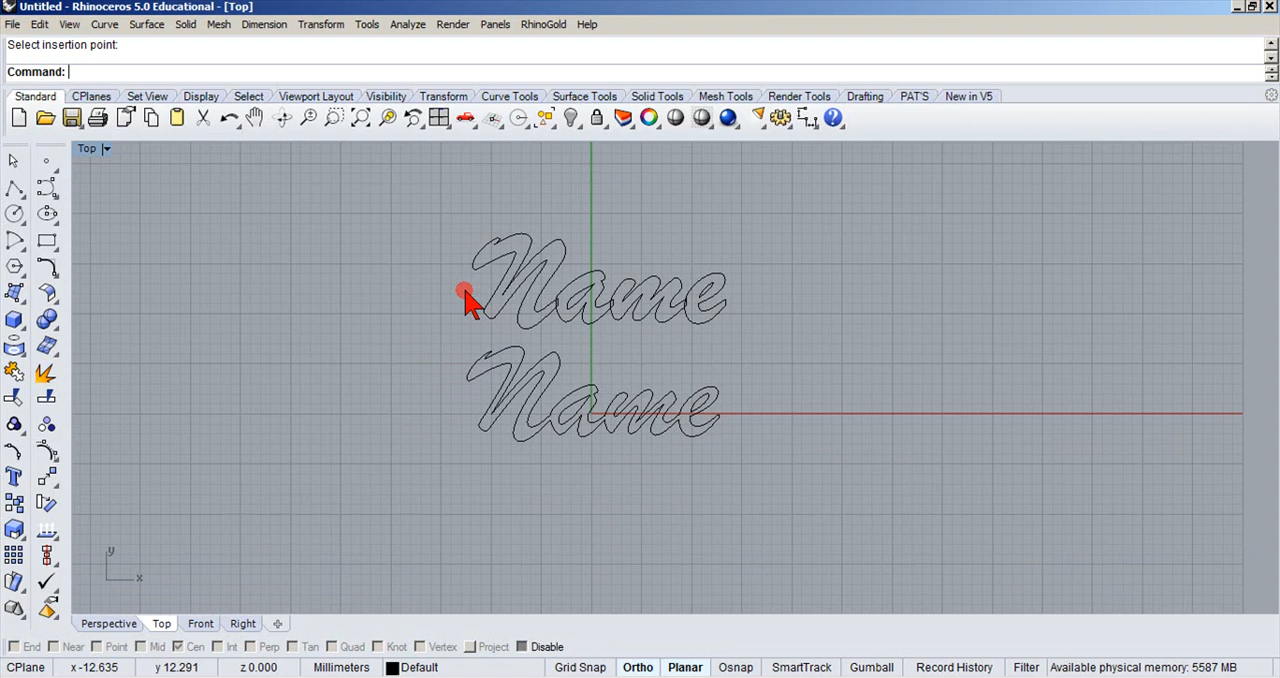 Untitled - Rhinoceros 5.0 Educational - [Top]
File Edit View Curve Surface Solid Mesh Dimension Transform Tools Analyze Render Panels RhinoGold Help
Select insertion point:
Command:
Standard CPlanes Set View Display Select Viewport Layout Visibility Transform Curve Tools Surface Tools Solid Tools Mesh Tools Render Tools Drafting PAT'S New in V5
Top
Name
Name
y
x
Perspective Top Front Right
End Near Point Mid Cen Int Perp Tan Quad Knot Vertex Project Disable
CPlane x -12.635 y 12.291 z 0.000 Millimeters Default Grid Snap Ortho Planar Osnap SmartTrack Gumball Record History Filter Available physical memory: 5587 MB